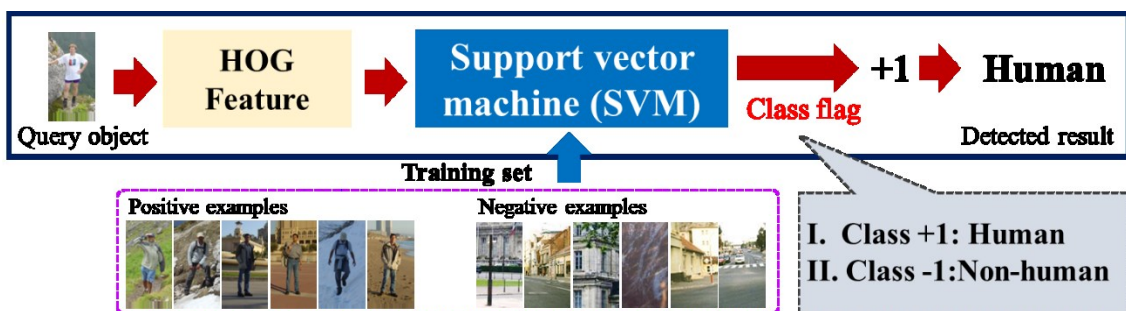 HOG
Feature
Support vector
machine (SVM)
+1
Human
Class flag
Query object
Detected result
Training set
Positive examples
Negative examples
I. Class +1: Human
II. Class -1:Non-human